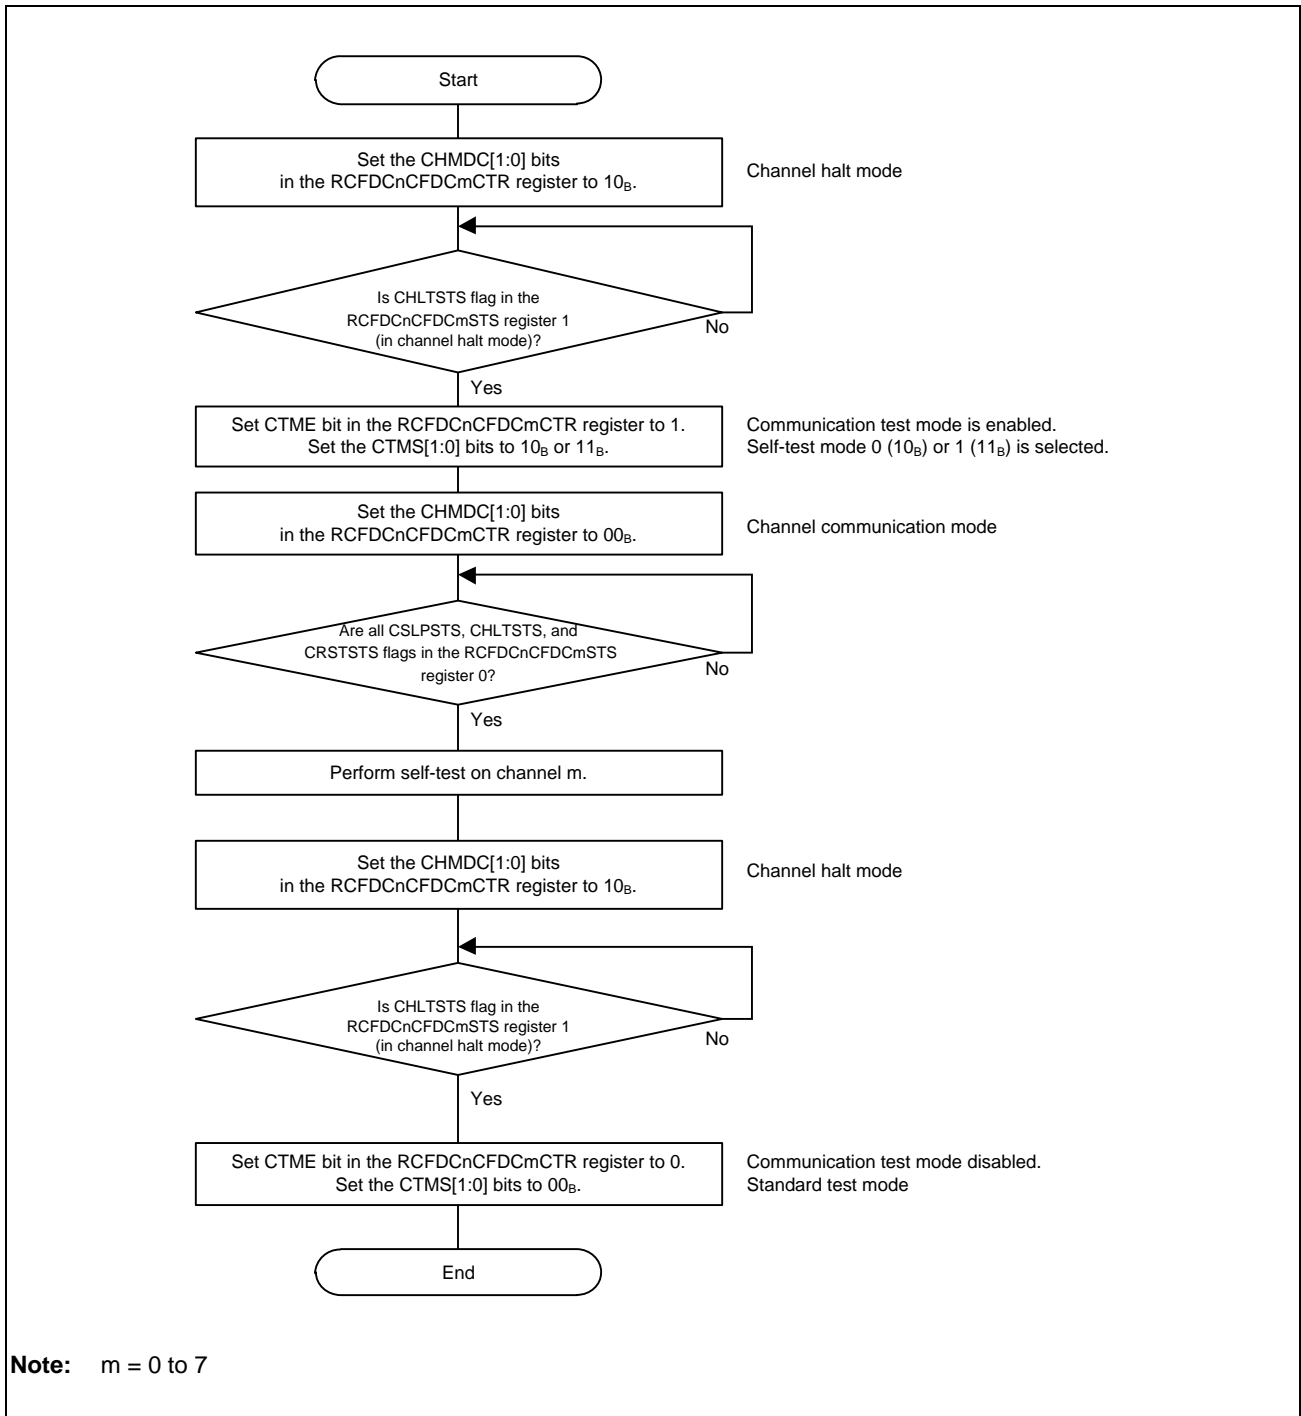 Start
Set the CHMDC[1:0] bits
in the RCFDCnCFDCmCTR register to 10B.
Channel halt mode
Is CHLTSTS flag in the
RCFDCnCFDCmSTS register 1
(in channel halt mode)?
No
Yes
Set CTME bit in the RCFDCnCFDCmCTR register to 1.
Set the CTMS[1:0] bits to 10B or 11B.
Communication test mode is enabled.
Self-test mode 0 (10B) or 1 (11B) is selected.
Set the CHMDC[1:0] bits
in the RCFDCnCFDCmCTR register to 00B.
Channel communication mode
Are all CSLPSTS, CHLTSTS, and
CRSTSTS flags in the RCFDCnCFDCmSTS
register 0?
No
Yes
Perform self-test on channel m.
Set the CHMDC[1:0] bits
in the RCFDCnCFDCmCTR register to 10B.
Channel halt mode
Is CHLTSTS flag in the
RCFDCnCFDCmSTS register 1
(in channel halt mode)?
No
Yes
Set CTME bit in the RCFDCnCFDCmCTR register to 0.
Set the CTMS[1:0] bits to 00B.
Communication test mode disabled.
Standard test mode
End
Note: m = 0 to 7